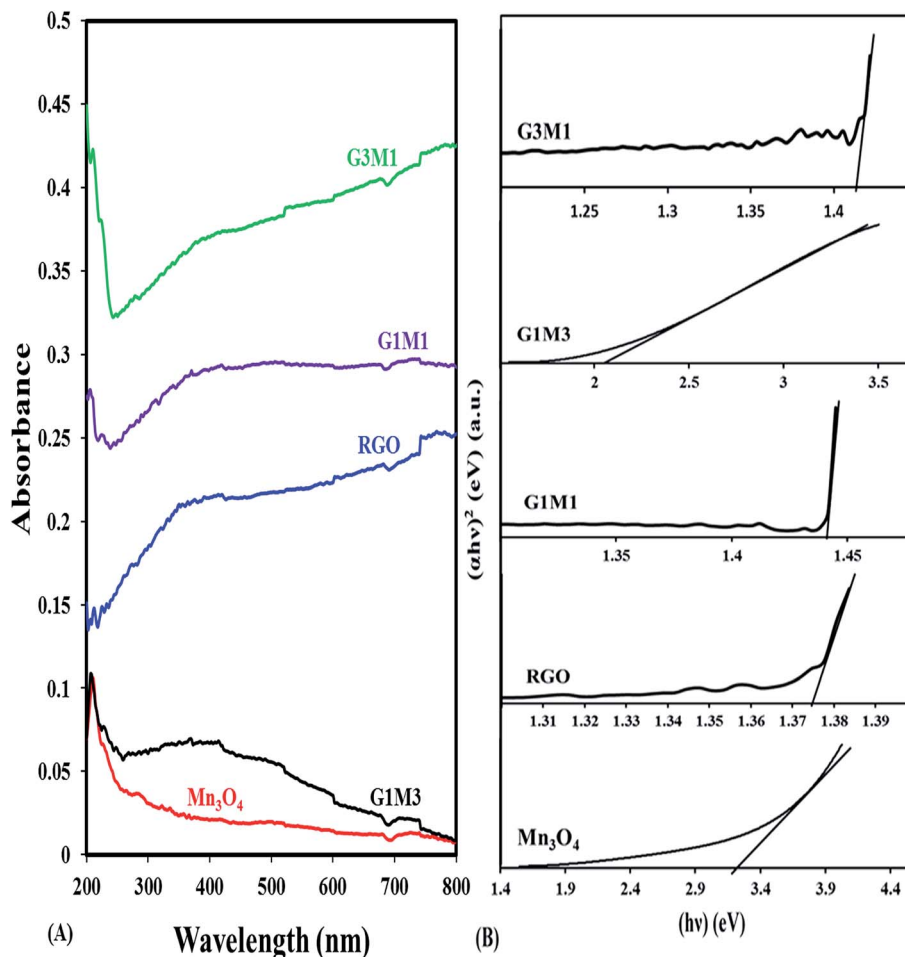 0.5
0.45
0.4
0.35
0.3
0.25
0.2
0.15
0.1
0.05
0
Absorbance
G3M1
G1M1
RGO
G1M3
Mn₃O₄
200 300 400 500 600 700 800
(A)
Wavelength (nm)
(αhν)² (eV) (a.u.)
G3M1
1.25 1.3 1.35 1.4
G1M3
2 2.5 3 3.5
G1M1
1.35 1.4 1.45
RGO
1.31 1.32 1.33 1.34 1.35 1.36 1.37 1.38 1.39
Mn₃O₄
1.4 1.9 2.4 2.9 3.4 3.9 4.4
(B)
(hν) (eV)